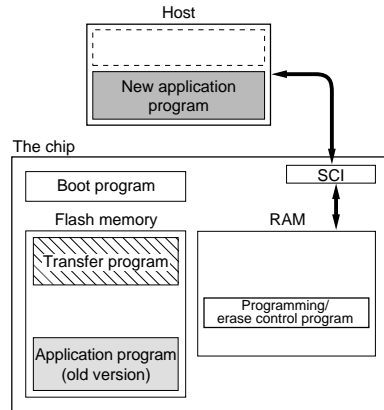 Host
New application
program
The chip
SCI
Boot program
Flash memory
RAM
Transfer program
Programming/
erase control program
Application program
(old version)